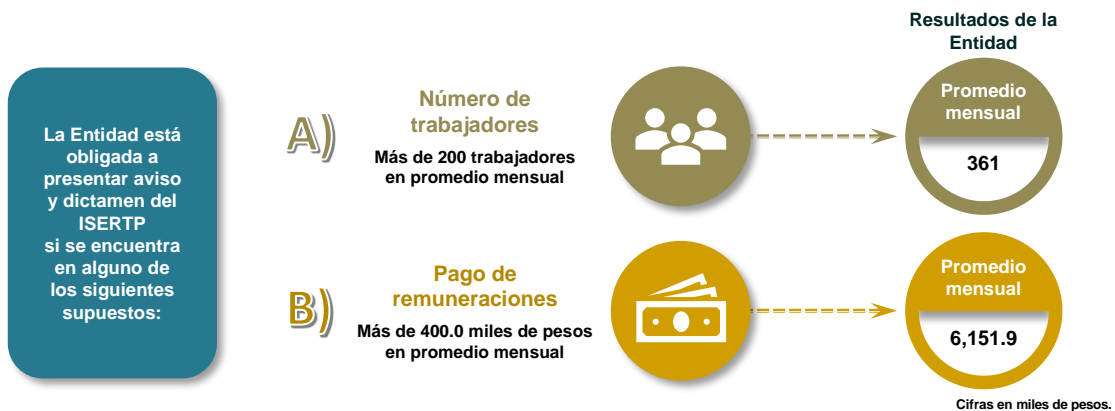 La Entidad está
obligada a
presentar aviso
y dictamen del
ISERTP
si se encuentra
en alguno de
los siguientes
supuestos:
A)
Número de
trabajadores
Más de 200 trabajadores
en promedio mensual
Resultados de la
Entidad
Promedio
mensual
361
B)
Pago de
remuneraciones
Más de 400.0 miles de pesos
en promedio mensual
Promedio
mensual
6,151.9
Cifras en miles de pesos.